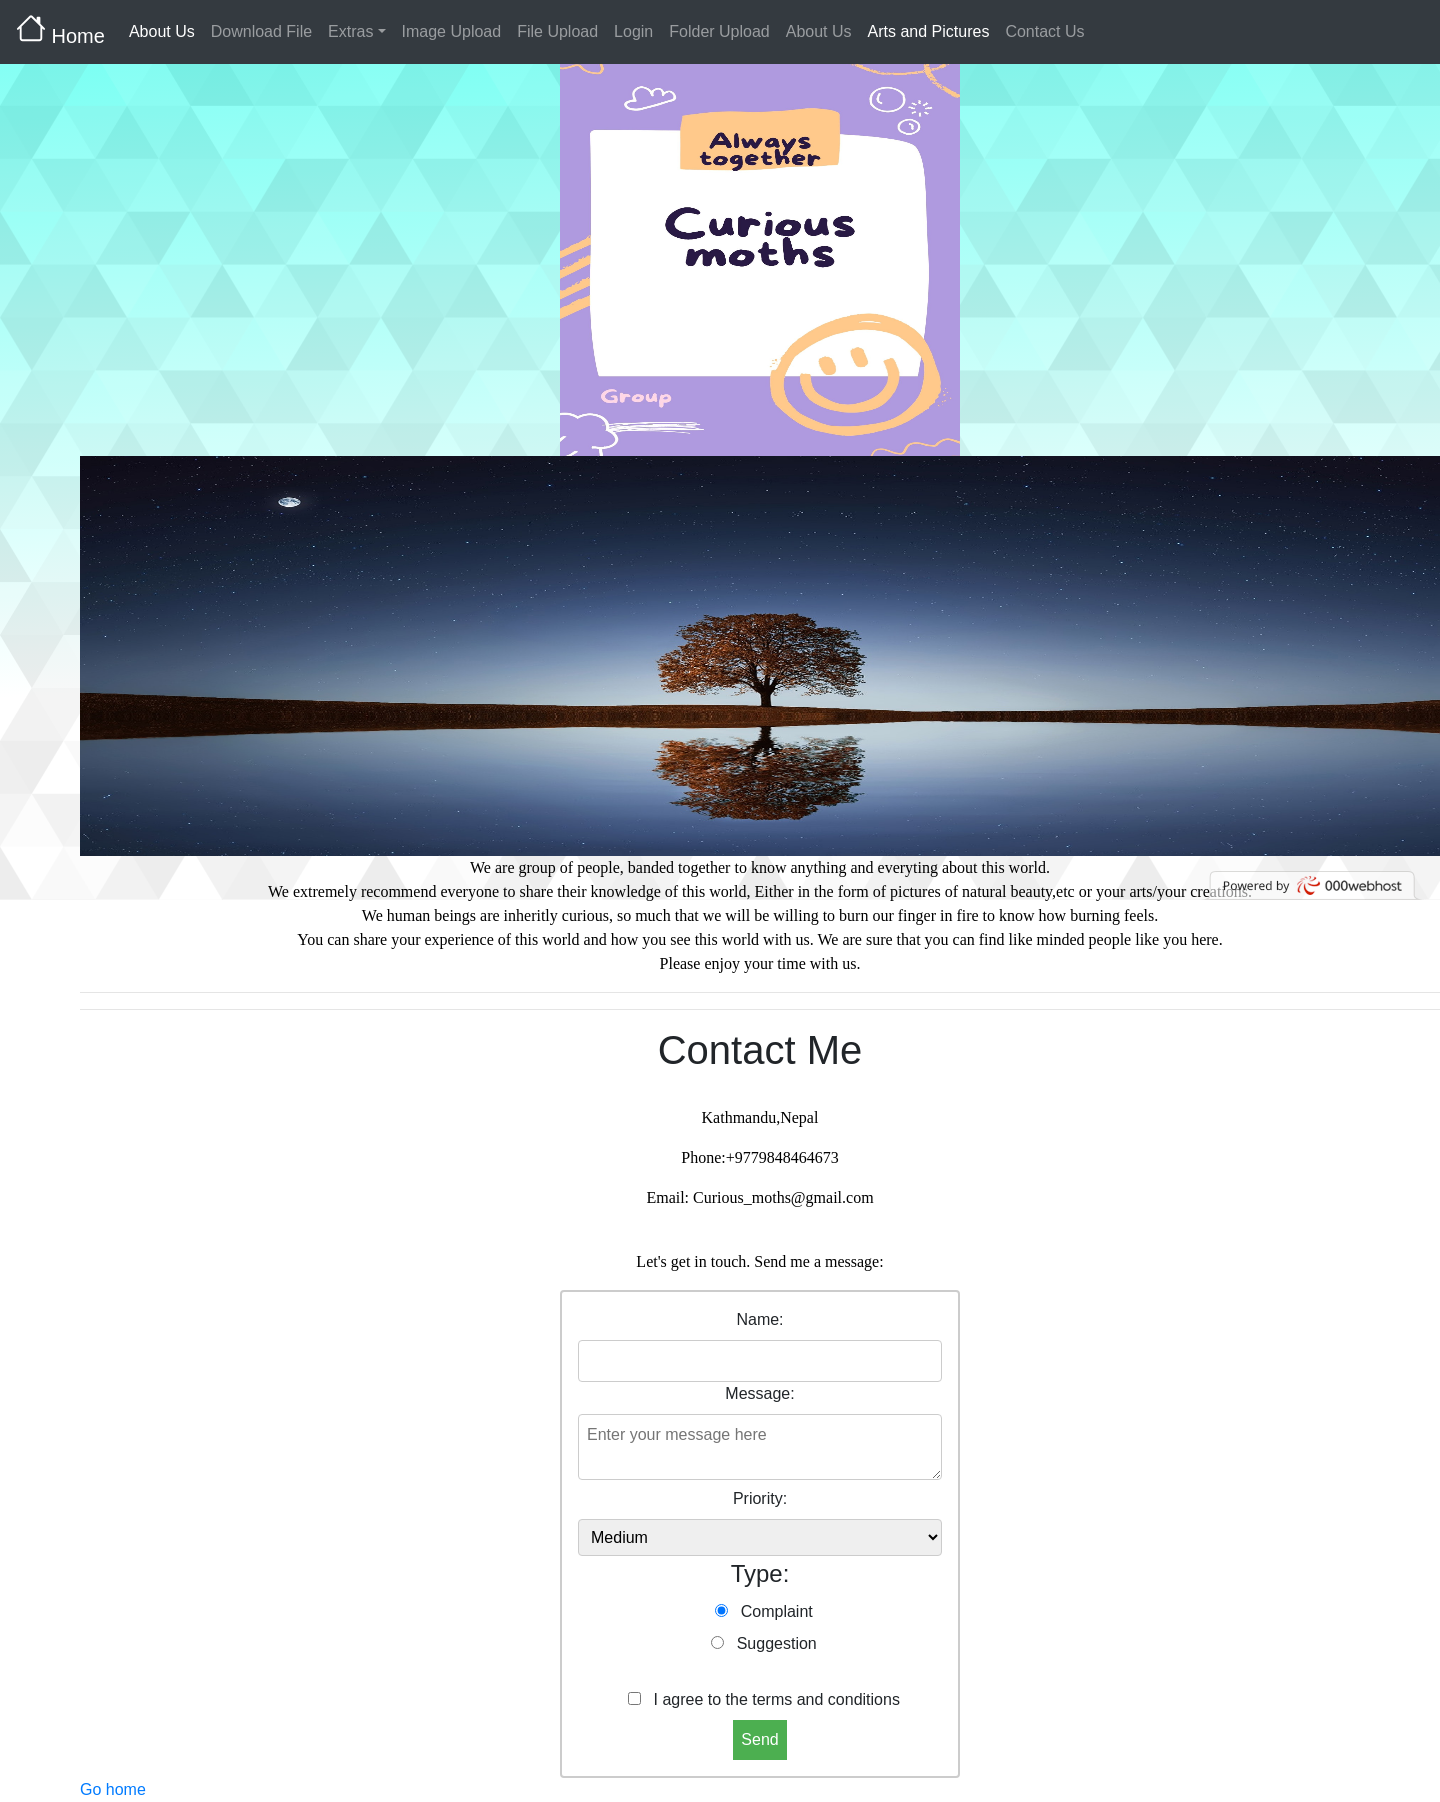 Home About Us Download File Extras Image Upload File Upload Login Folder Upload About Us Arts and Pictures Contact Us
Always
together
Curious
moths
Group
We are group of people, banded together to know anything and everyting about this world.
We extremely recommend everyone to share their knowledge of this world, Either in the form of pictures of natural beauty,etc or your arts/your creations.
Powered by 000webhost
We human beings are inheritly curious, so much that we will be willing to burn our finger in fire to know how burning feels.
You can share your experience of this world and how you see this world with us. We are sure that you can find like minded people like you here.
Please enjoy your time with us.
Contact Me
Kathmandu,Nepal
Phone:+9779848464673
Email: Curious_moths@gmail.com
Let's get in touch. Send me a message:
Name:
Message:
Enter your message here
Priority:
Medium
Type:
Complaint
Suggestion
I agree to the terms and conditions
Send
Go home